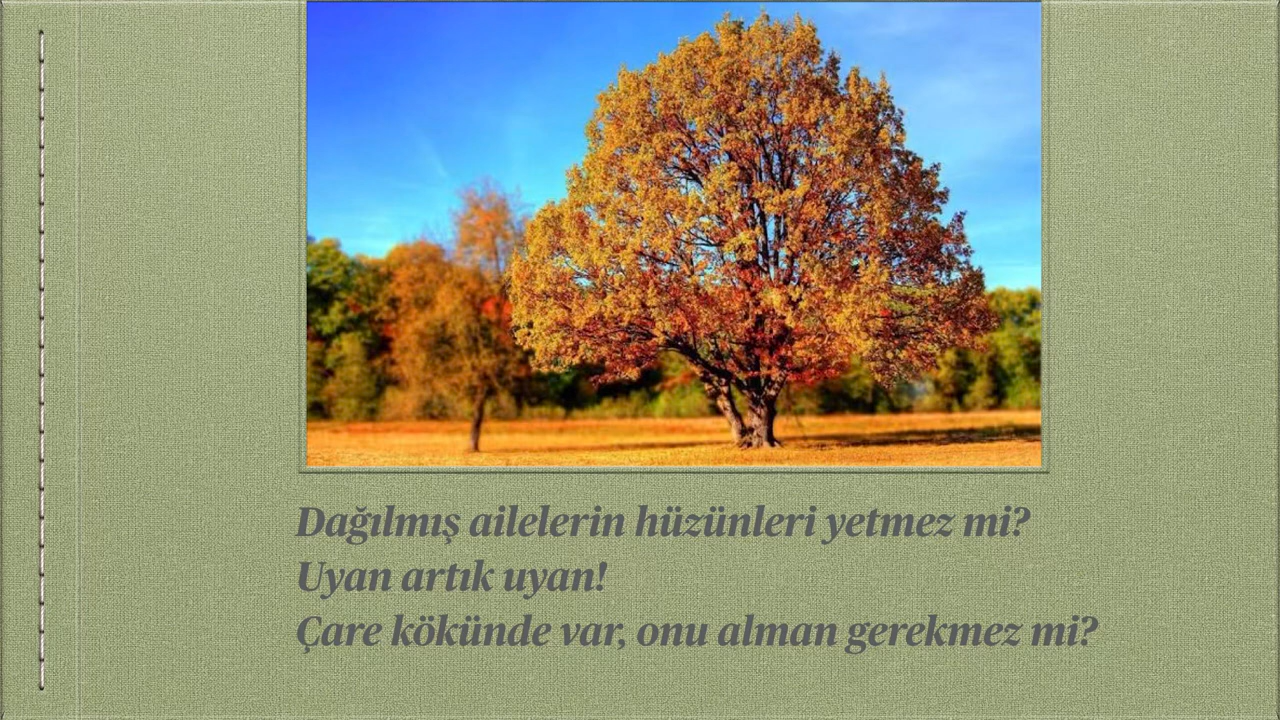 Dağılmış ailelerin hüzünleri yetmez mi?
Uyan artık uyan!
Çare kökünde var, onu alman gerekmez mi?